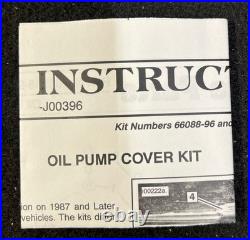 INSTRUCT
-J00396
Kit Numbers 66088-96 and
OIL PUMP COVER KIT
ion on 1987 and Later,
vehicles. The kits di
i00222a
4